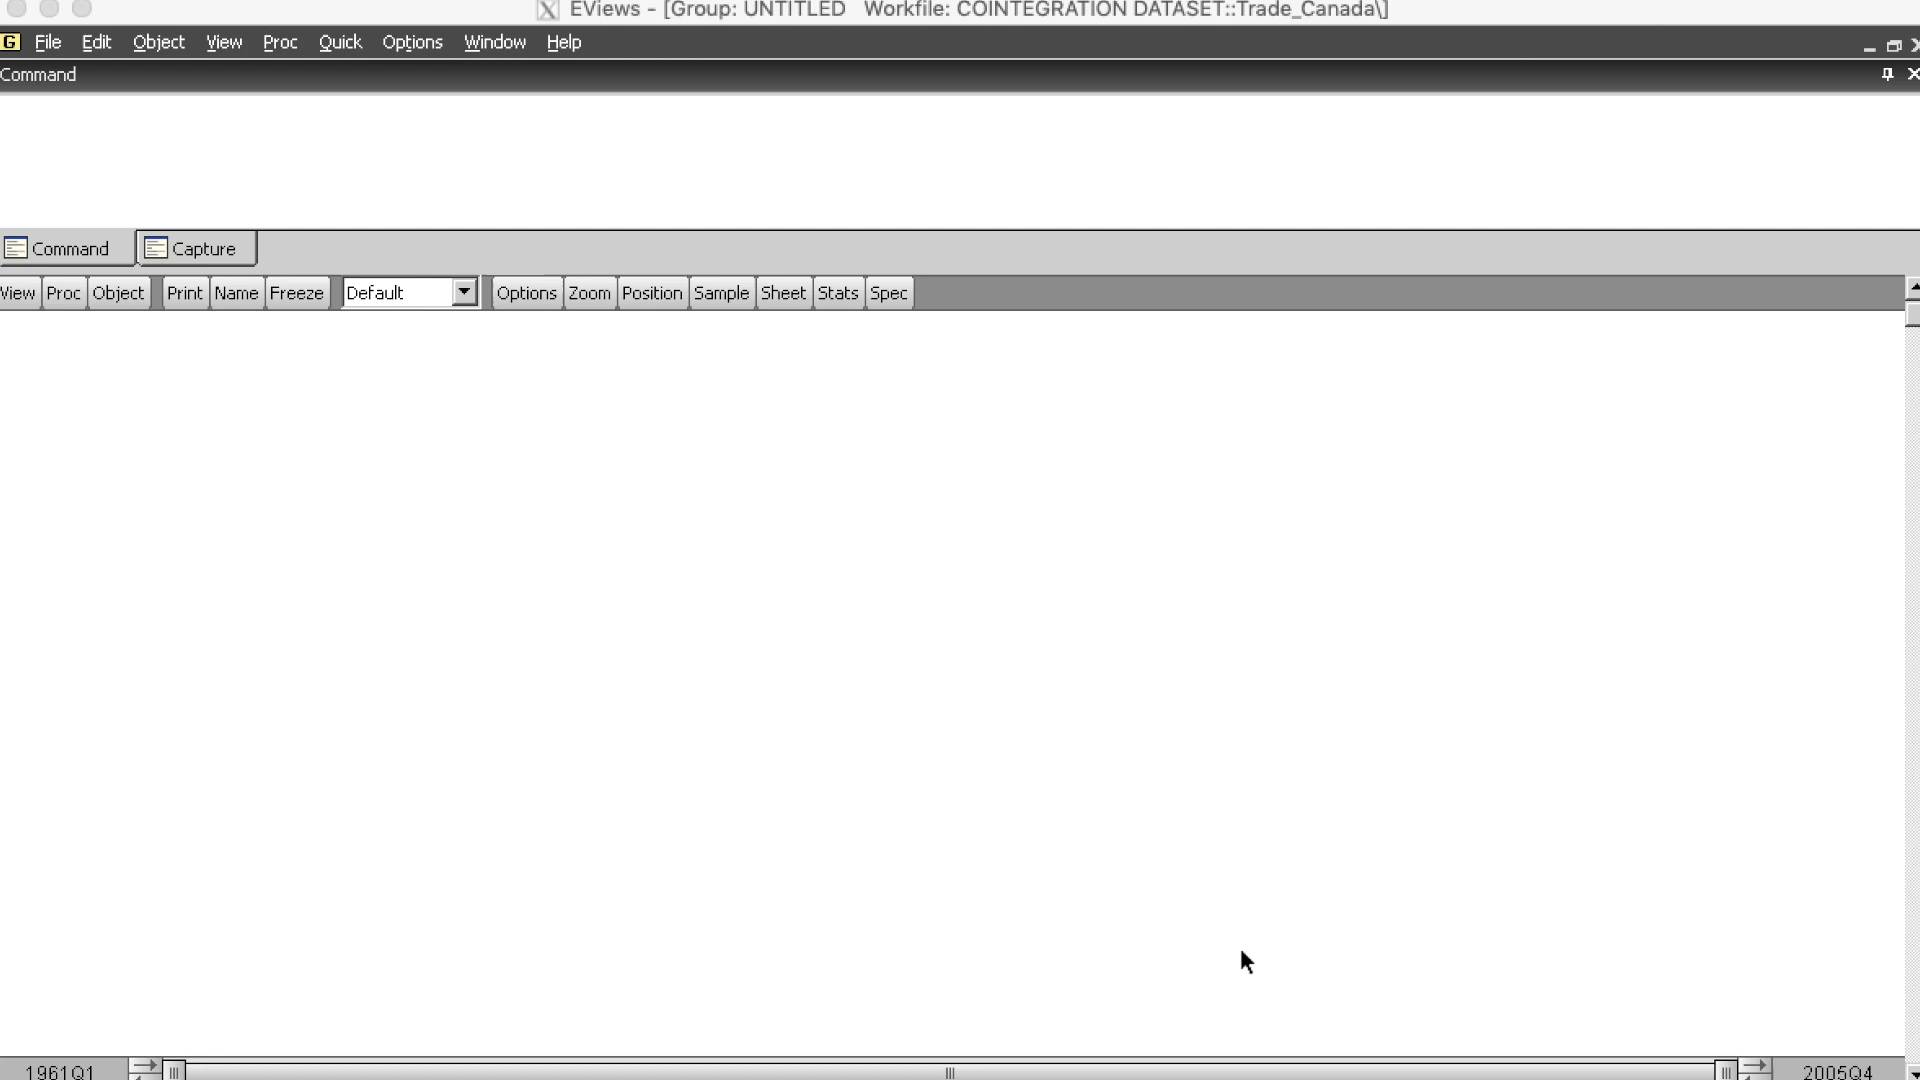 EViews - [Group: UNTITLED Workfile: COINTEGRATION DATASET::Trade_Canada\]
G File Edit Object View Proc Quick Options Window Help
Command
Command Capture
View Proc Object Print Name Freeze Default Options Zoom Position Sample Sheet Stats Spec
1961Q1 2005Q4